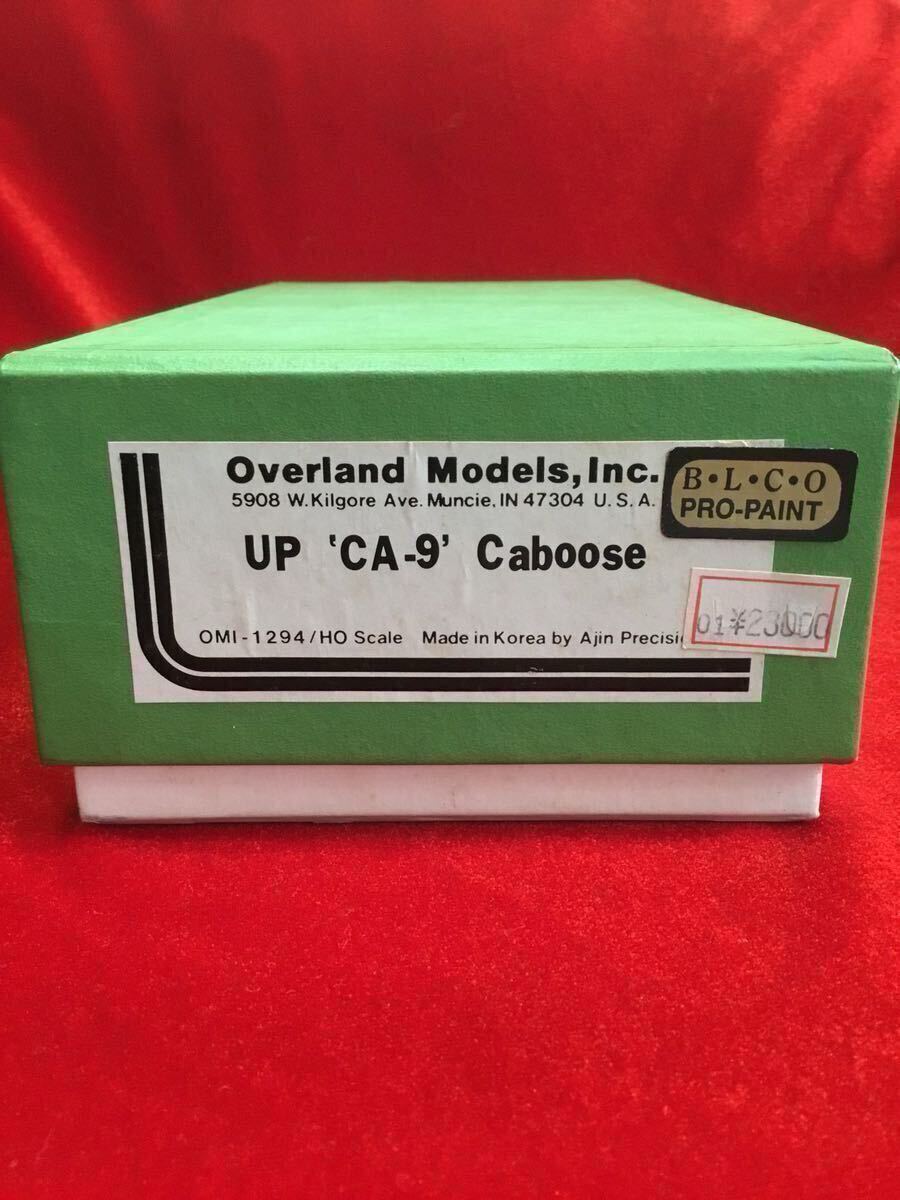 Overland Models, Inc.
5908 W. Kilgore Ave. Muncie, IN 47304 U.S.A.
UP 'CA-9' Caboose
OMI-1294/HO Scale Made in Korea by Ajin
B•L•C•O
PRO-PAINT
01¥23000